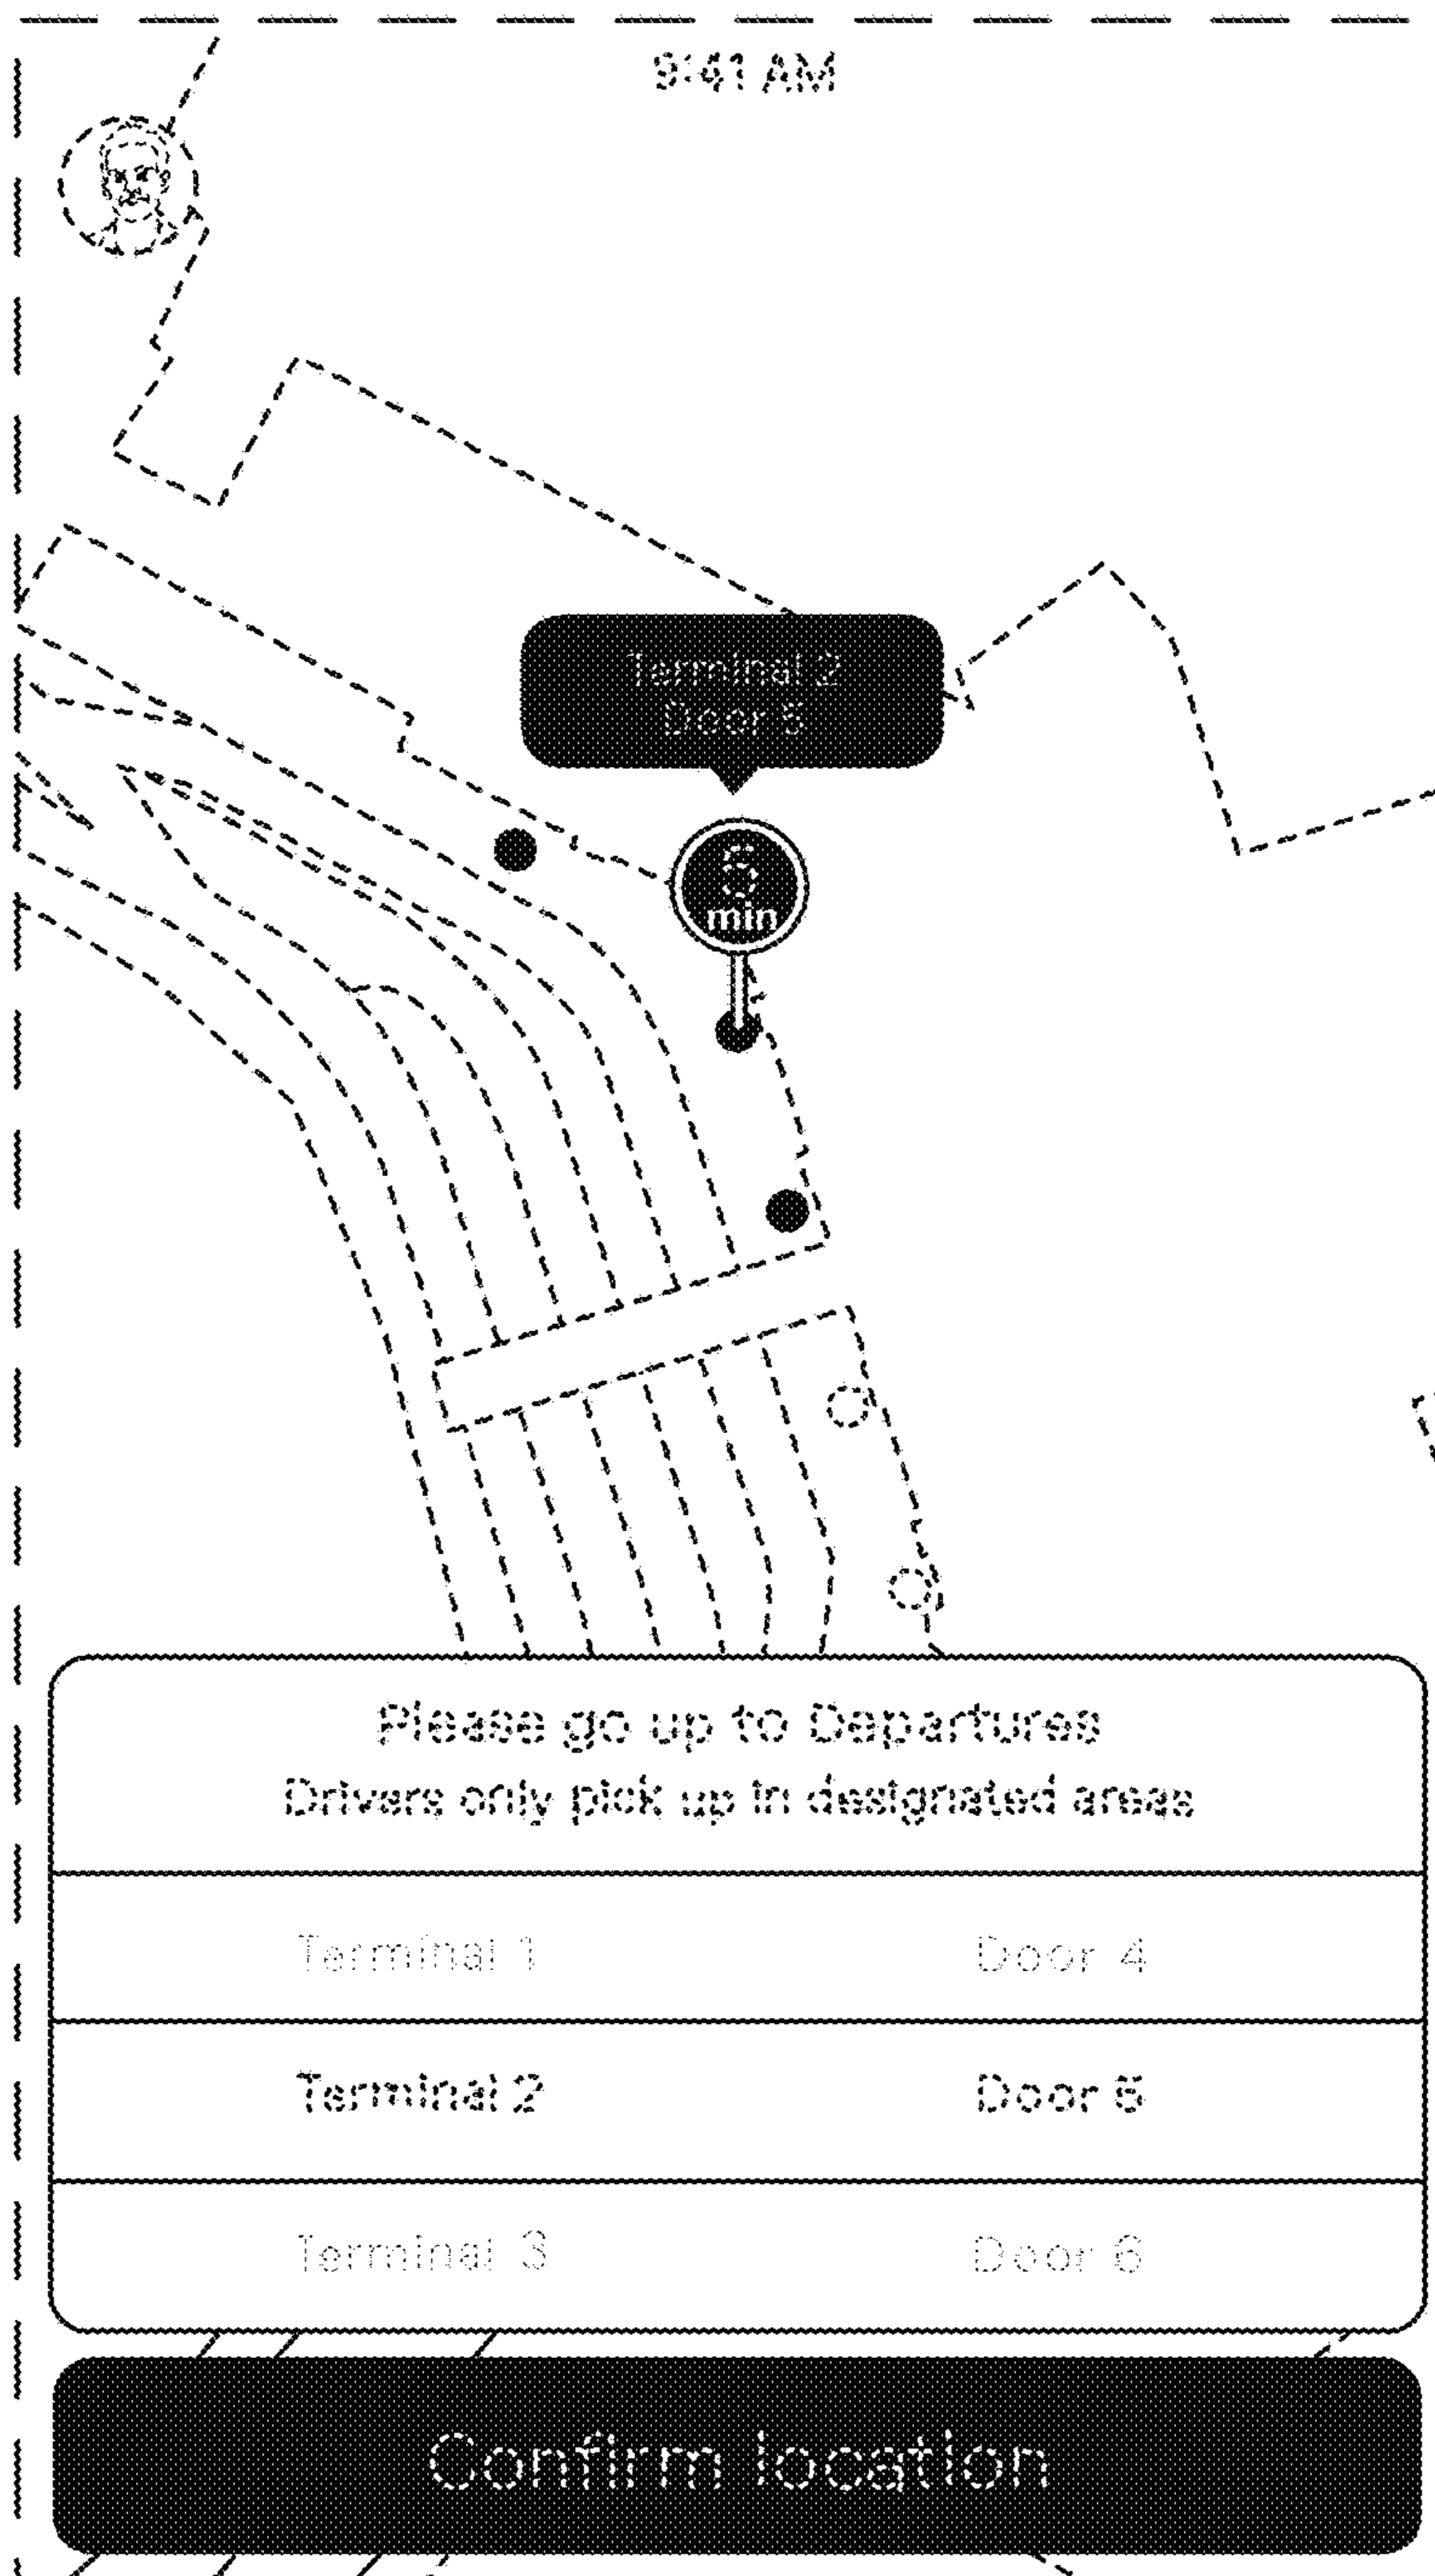 9:41 AM
Terminal 2
Door 5
5
min
Please go up to Departures
Drivers only pick up in designated areas
Terminal 1 Door 4
Terminal 2 Door 5
Terminal 3 Door 6
Confirm location